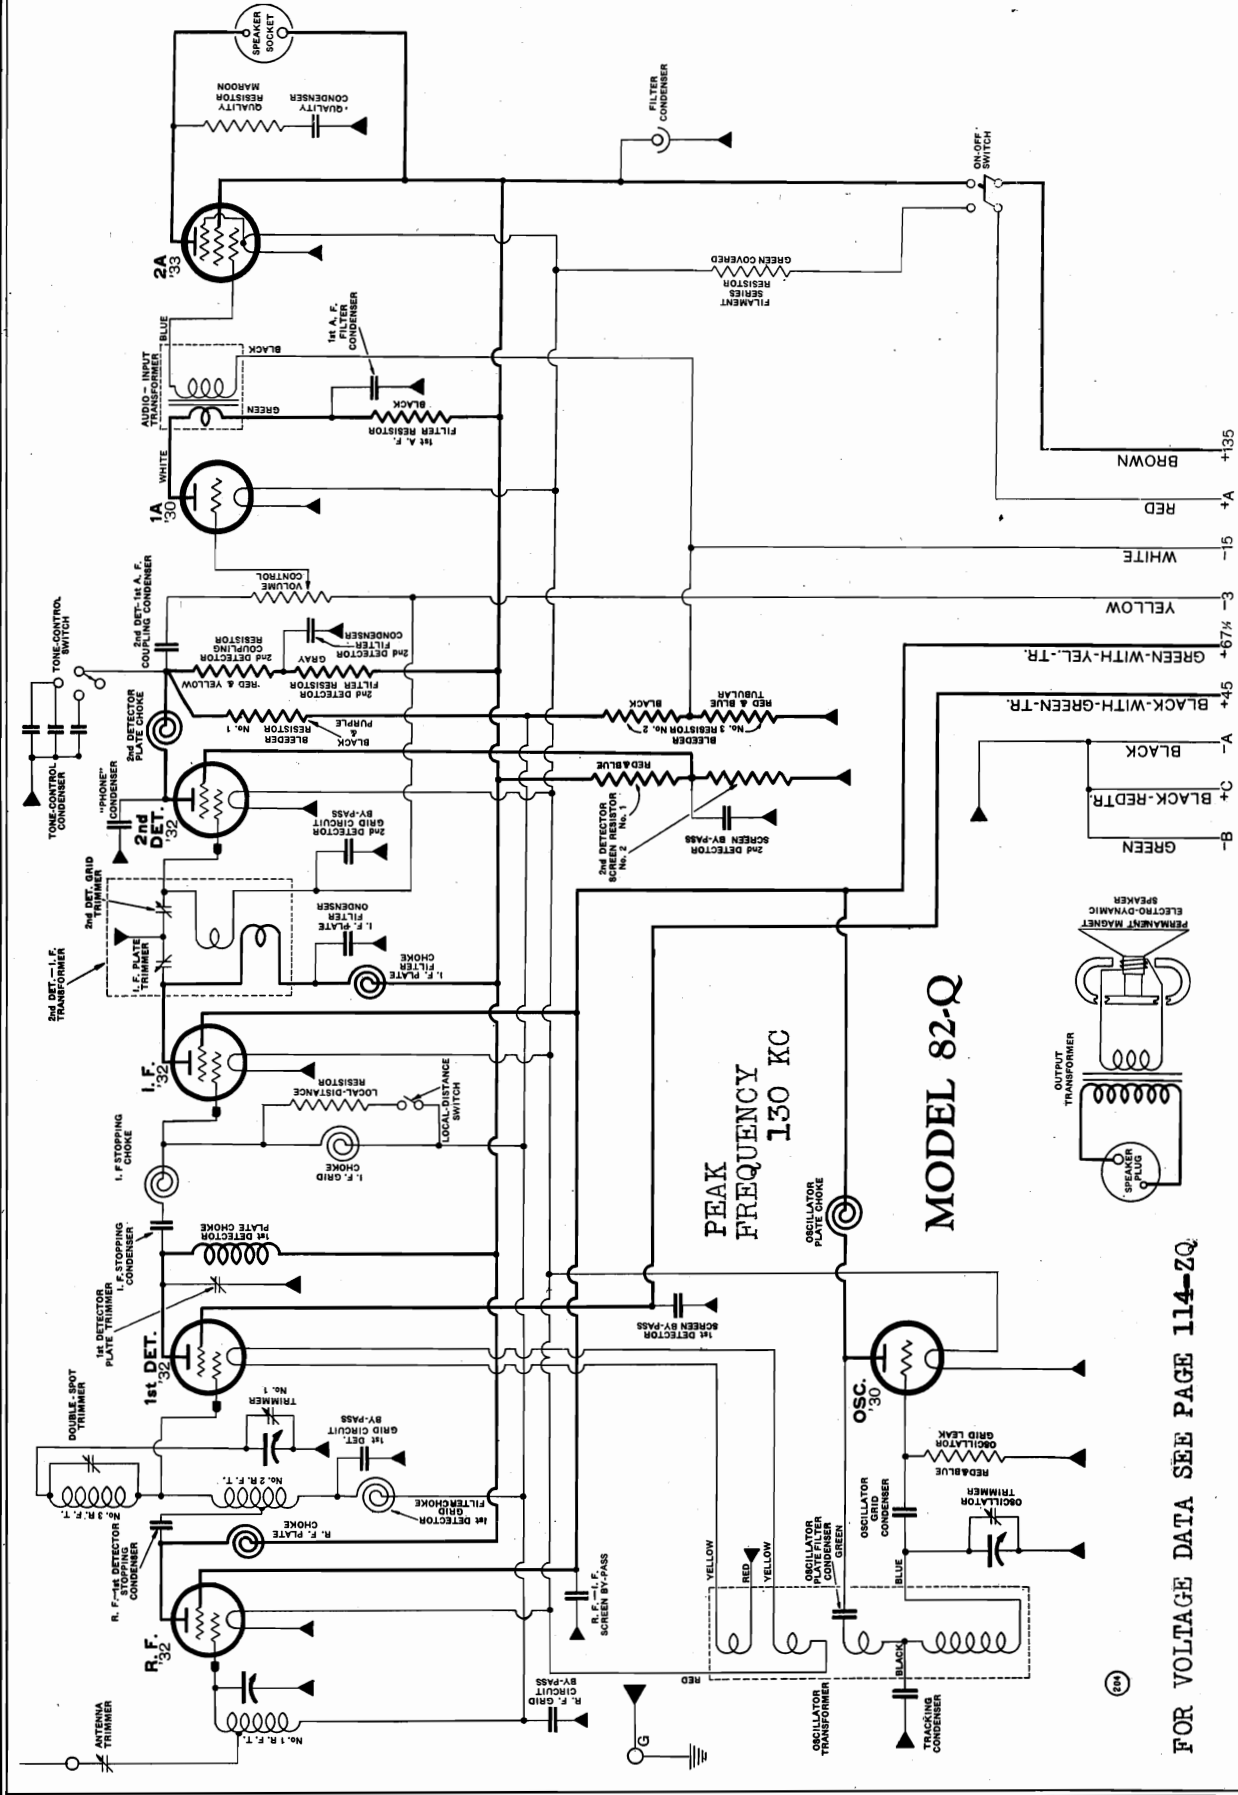 ANTENNA
TRIMMER
No. 1 R. F. T.
R. F.
'32
R. F. GRID
CIRCUIT
BY-PASS
R. F.–I. F.
SCREEN BY-PASS
R. F.–1st DETECTOR
STOPPING
CONDENSER
R. F. PLATE
CHOKE
No. 3 R. F. T.
DOUBLE-SPOT
TRIMMER
No. 2 R. F. T.
1st DETECTOR
GRID
FILTER CHOKE
1st DET.
GRID CIRCUIT
BY-PASS
TRIMMER
No. 1
1st DET.
'32
1st DETECTOR
PLATE TRIMMER
1st DETECTOR
SCREEN BY-PASS
I. F. STOPPING
CONDENSER
1st DETECTOR
PLATE CHOKE
I. F. STOPPING
CHOKE
I. F. GRID
CHOKE
LOCAL-DISTANCE
RESISTOR
LOCAL-DISTANCE
SWITCH
I. F.
'32
2nd DET.–I. F.
TRANSFORMER
I. F. PLATE
TRIMMER
2nd DET. GRID
TRIMMER
I. F. PLATE
FILTER
CHOKE
I. F. PLATE
FILTER
ONDENSER
2nd DETECTOR
GRID CIRCUIT
BY-PASS
2nd
DET.
'32
"PHONE"
CONDENSER
2nd DETECTOR
PLATE CHOKE
TONE-CONTROL
CONDENSER
TONE-CONTROL
SWITCH
BLEEDER
RESISTOR
No. 1
BLACK
&
PURPLE
RED & YELLOW
2nd DETECTOR
COUPLING
RESISTOR
2nd DETECTOR
FILTER RESISTOR
GRAY
2nd DETECTOR
FILTER
CONDENSER
2nd DET–1st A. F.
COUPLING CONDENSER
VOLUME
CONTROL
2nd DETECTOR
SCREEN RESISTOR
No. 2 No. 1
RED&BLUE
2nd DETECTOR
SCREEN BY-PASS
BLEEDER
No. 3 RESISTOR No. 2
BLACK
RED & BLUE
TUBULAR
1A
'30
WHITE
AUDIO–INPUT
TRANSFORMER
BLUE
GREEN
BLACK
1st A. F.
FILTER RESISTOR
BLACK
1st A. F.
FILTER
CONDENSER
2A
'33
QUALITY
RESISTOR
MAROON
"QUALITY
CONDENSER
SPEAKER
SOCKET
FILTER
CONDENSER
FILAMENT
SERIES
RESISTOR
GREEN COVERED
ON-OFF
SWITCH
BROWN
+135
RED
+A
WHITE
-15
YELLOW
-3
GREEN-WITH-YEL.-TR.
+67½
BLACK-WITH-GREEN-TR.
+45
BLACK
-A
BLACK-REDTR.
+C
GREEN
-B
PERMANENT MAGNET
ELECTRO-DYNAMIC
SPEAKER
OUTPUT
TRANSFORMER
SPEAKER
PLUG
PEAK
FREQUENCY
130 KC
MODEL 82-Q
OSCILLATOR
PLATE CHOKE
OSC.
'30
OSCILLATOR
GRID LEAK
RED&BLUE
OSCILLATOR
GRID
CONDENSER
OSCILLATOR
TRIMMER
OSCILLATOR
PLATE FILTER
CONDENSER
GREEN
BLUE
YELLOW
RED
YELLOW
RED
BLACK
OSCILLATOR
TRANSFORMER
TRACKING
CONDENSER
G
204
FOR VOLTAGE DATA SEE PAGE 114-ZQ